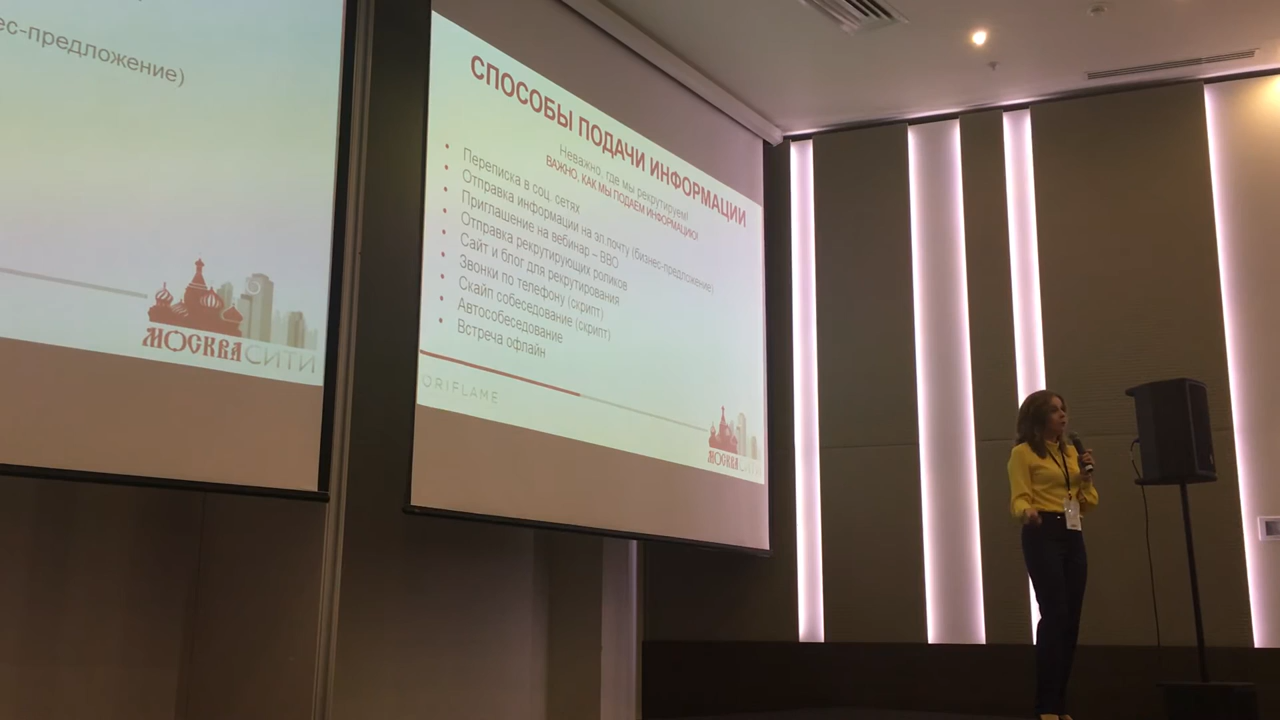 ес-предложение)
МОСКВА СИТИ
СПОСОБЫ ПОДАЧИ ИНФОРМАЦИИ
Неважно, где мы рекрутируем!
ВАЖНО, КАК МЫ ПОДАЕМ ИНФОРМАЦИЮ!
• Переписка в соц. сетях
• Отправка информации на эл.почту (бизнес-предложение)
• Приглашение на вебинар – ВВО
• Отправка рекрутирующих роликов
• Сайт и блог для рекрутирования
• Звонки по телефону (скрипт)
• Скайп собеседование (скрипт)
• Автособеседование
• Встреча офлайн
ORIFLAME
МОСКВА СИТИ